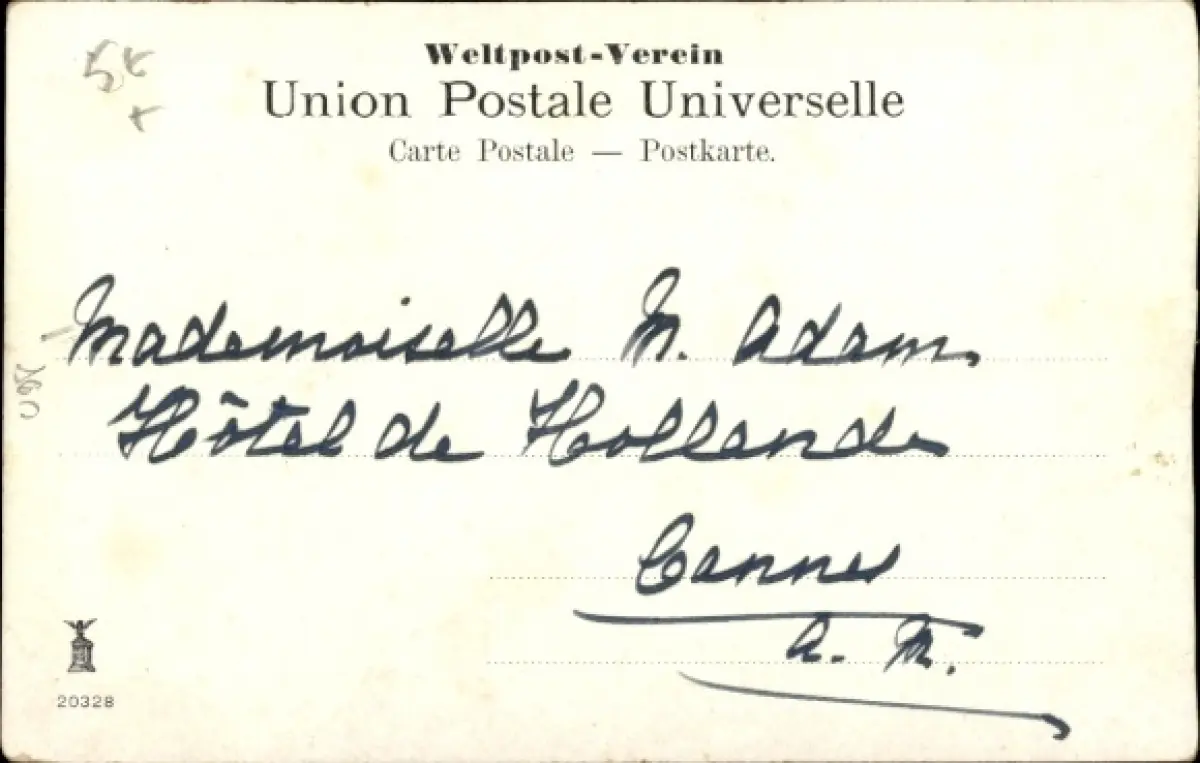 Weltpost-Verein
Union Postale Universelle
Carte Postale — Postkarte.
Mademoiselle M. Adam,
Hôtel de Hollande
Cannes
A. M.
20328